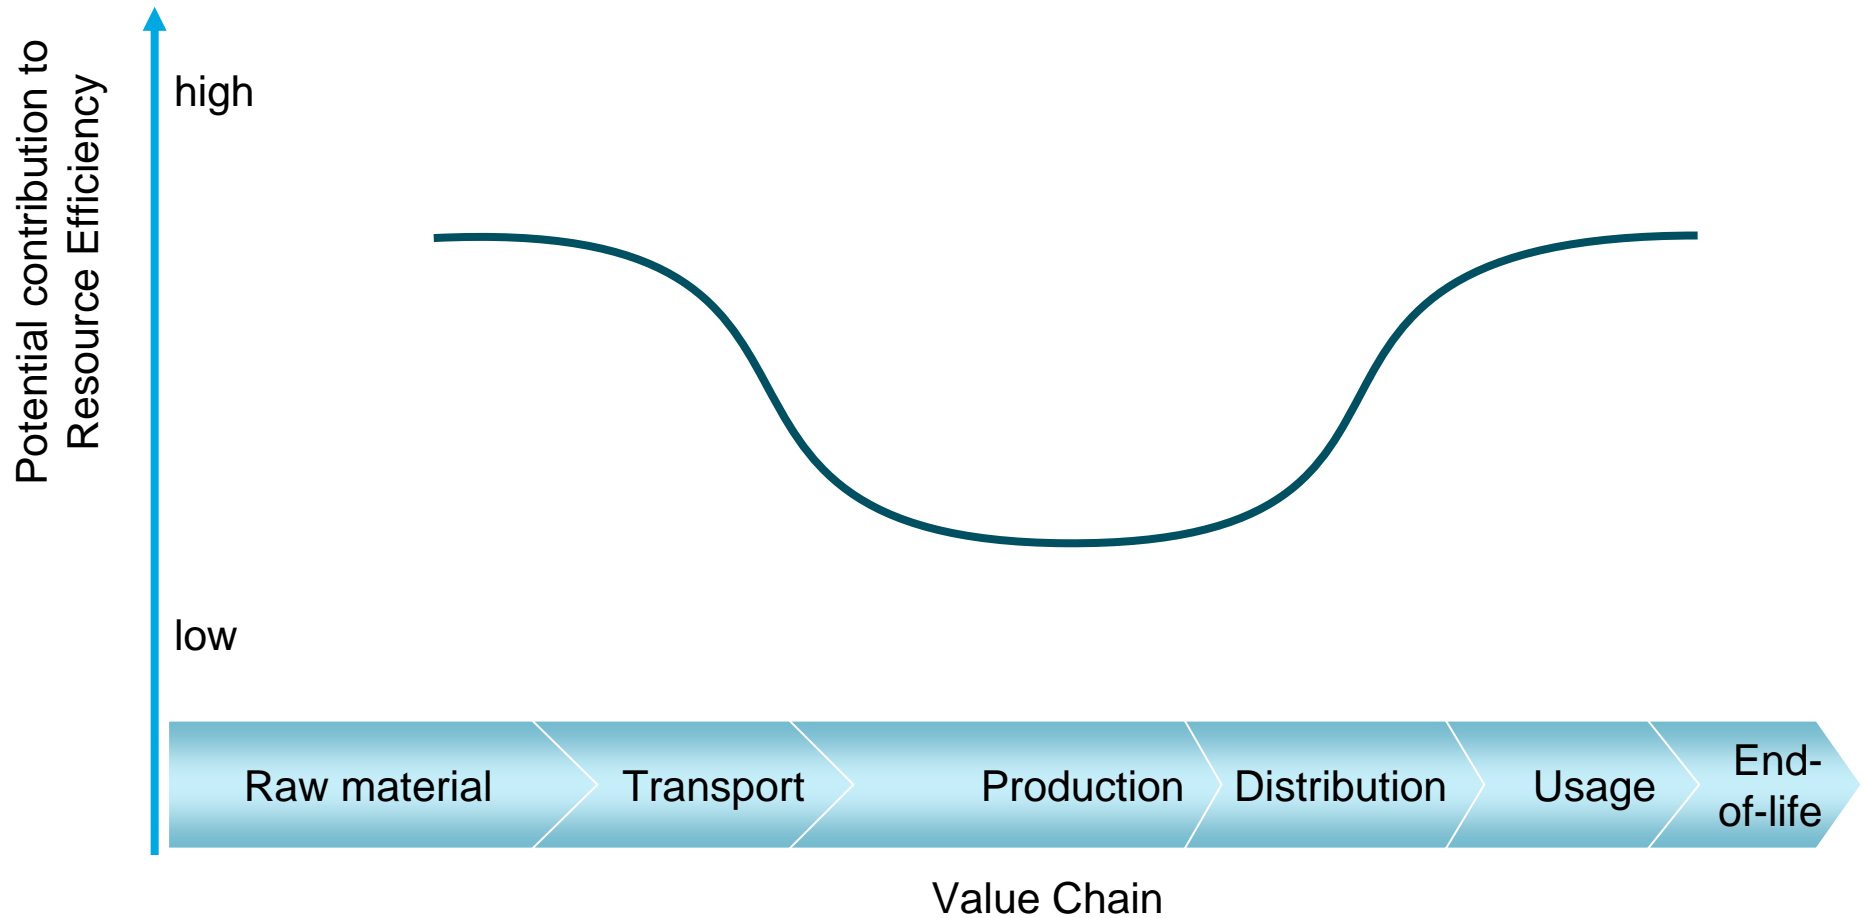 Potential contribution to
Resource Efficiency
high
low
Raw material
Transport
Production
Distribution
Usage
End-
of-life
Value Chain